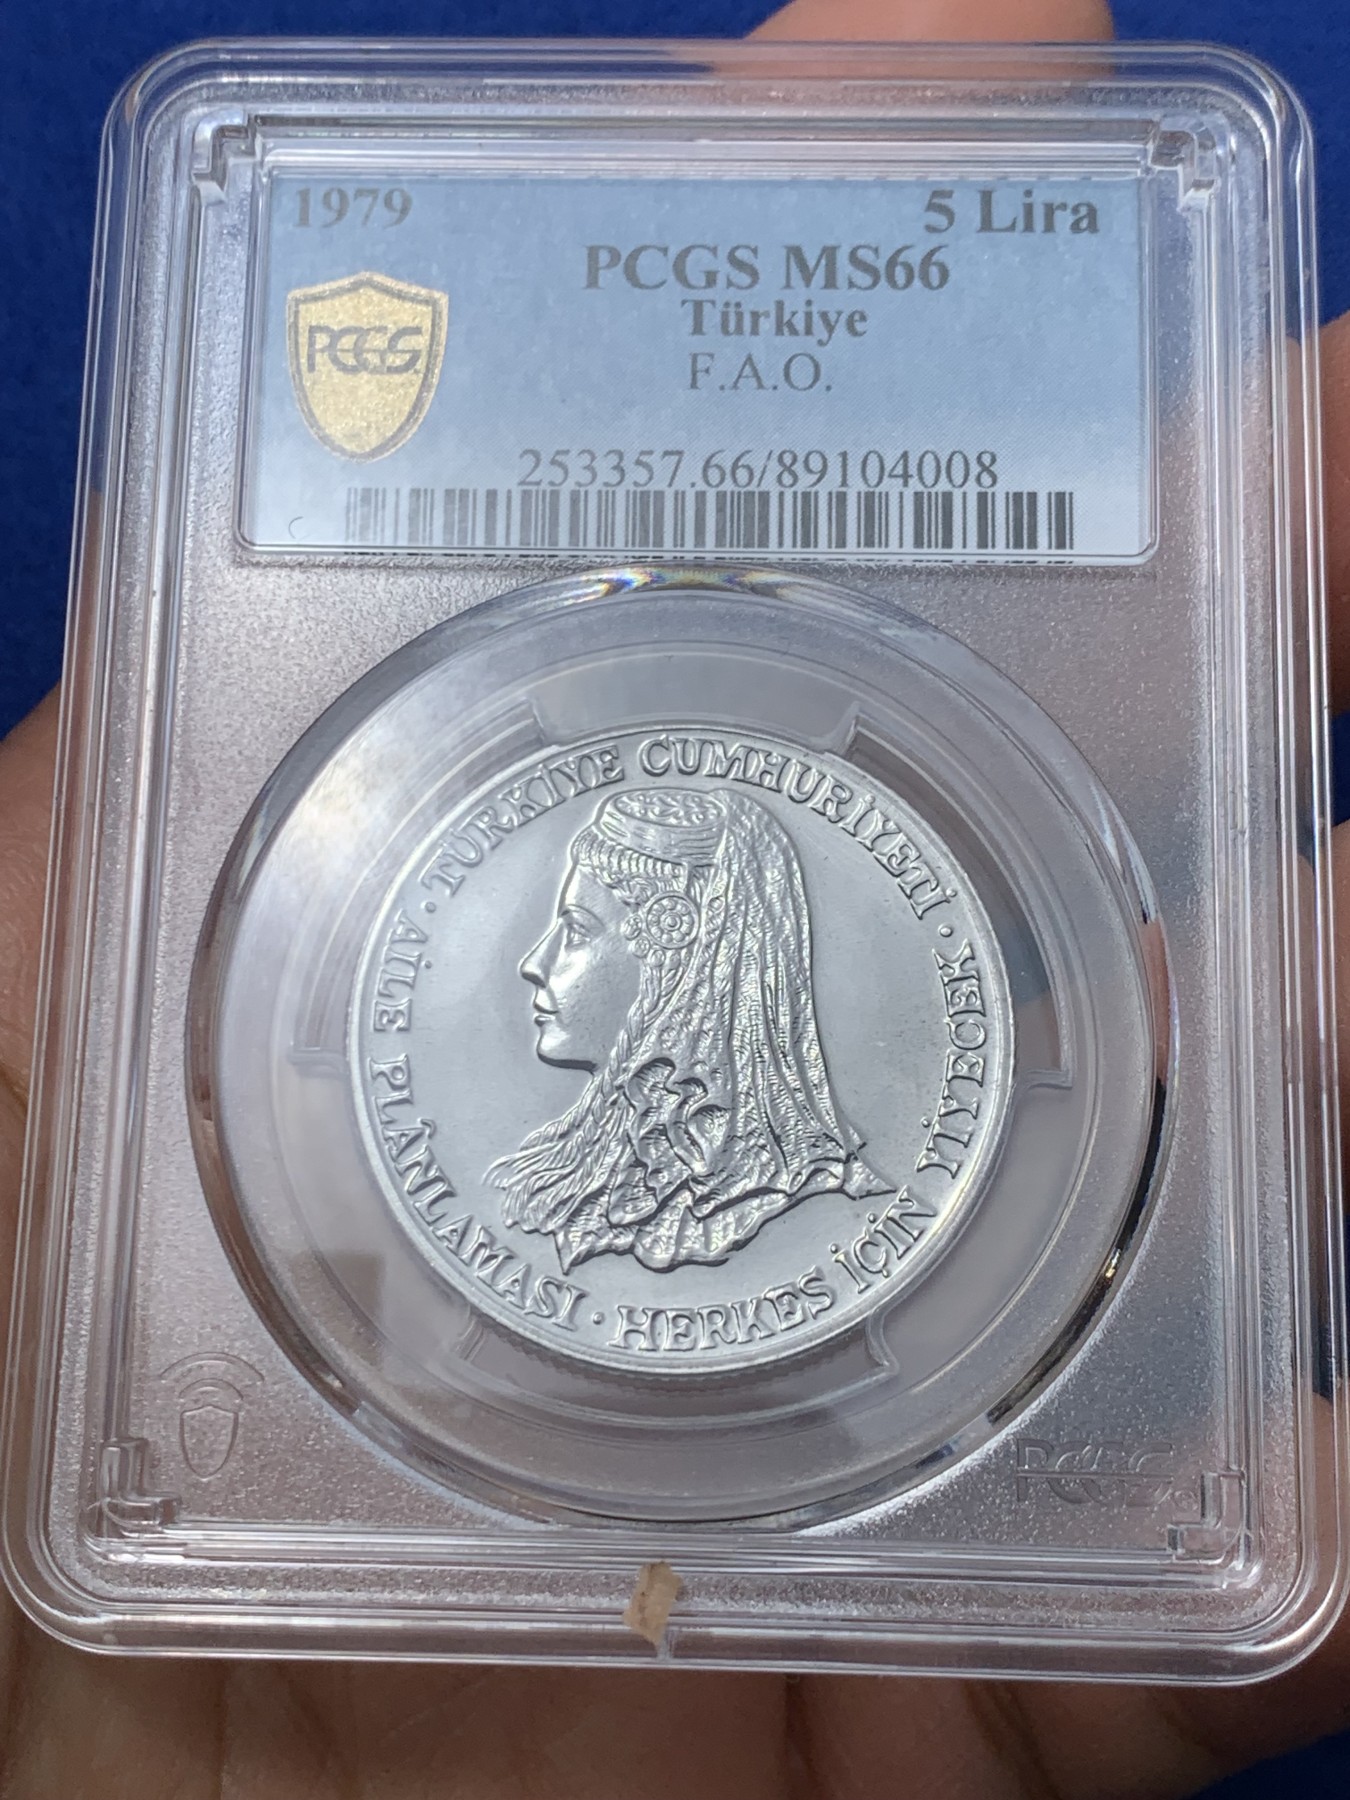 1979
5 Lira
PCGS MS66
Türkiye
F.A.O.
PCGS
253357.66/89104008
TÜRKİYE CUMHURİYETİ · HERKES İÇİN YİYECEK · AİLE PLÂNLAMASI ·
PCGS